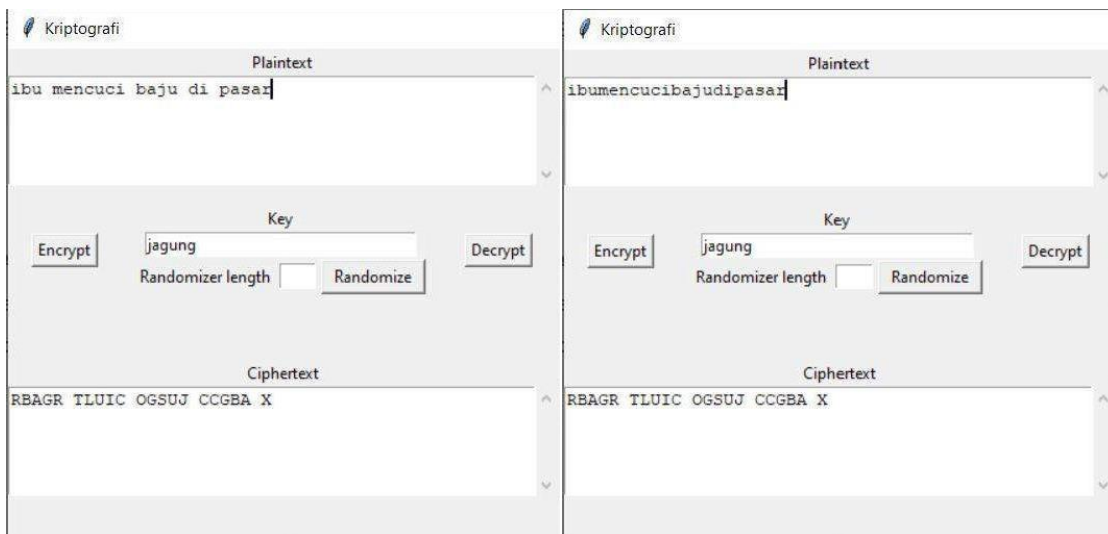 Kriptografi
Plaintext
ibu mencuci baju di pasar
Key
Encrypt
jagung
Decrypt
Randomizer length
Randomize
Ciphertext
RBAGR TLUIC OGSUJ CCGBA X
Kriptografi
Plaintext
ibumencucibajudipasar
Key
Encrypt
jagung
Decrypt
Randomizer length
Randomize
Ciphertext
RBAGR TLUIC OGSUJ CCGBA X